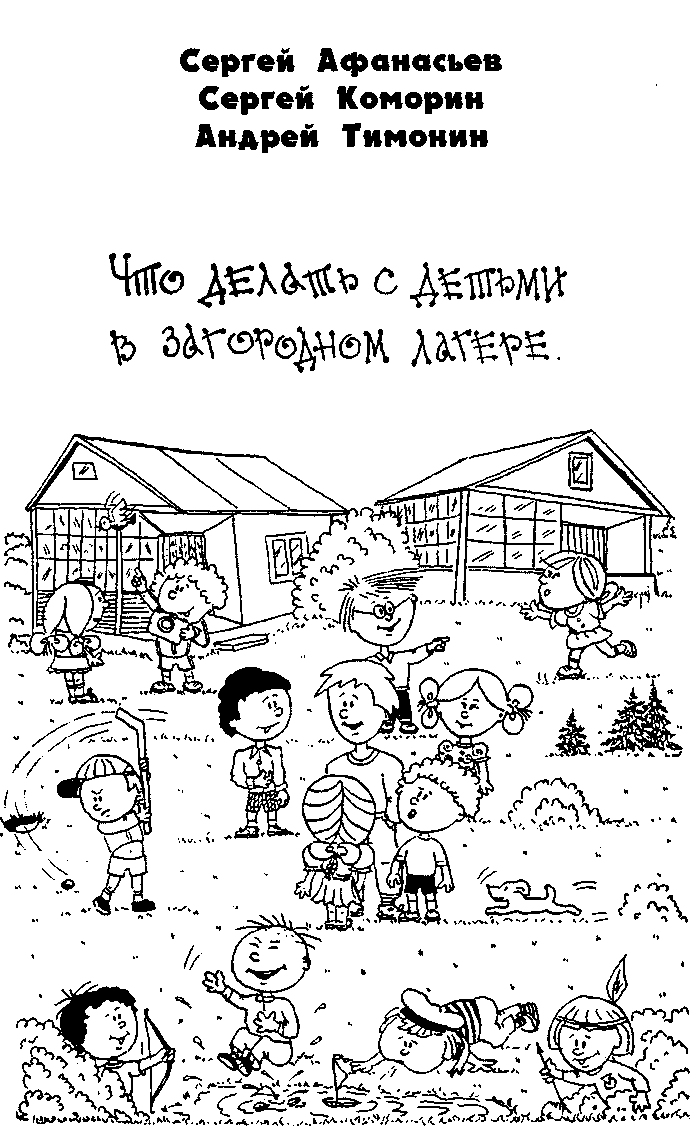 Сергей Афанасьев
Сергей Коморин
Андрей Тимонин
Что делать с детьми
в загородном лагере.